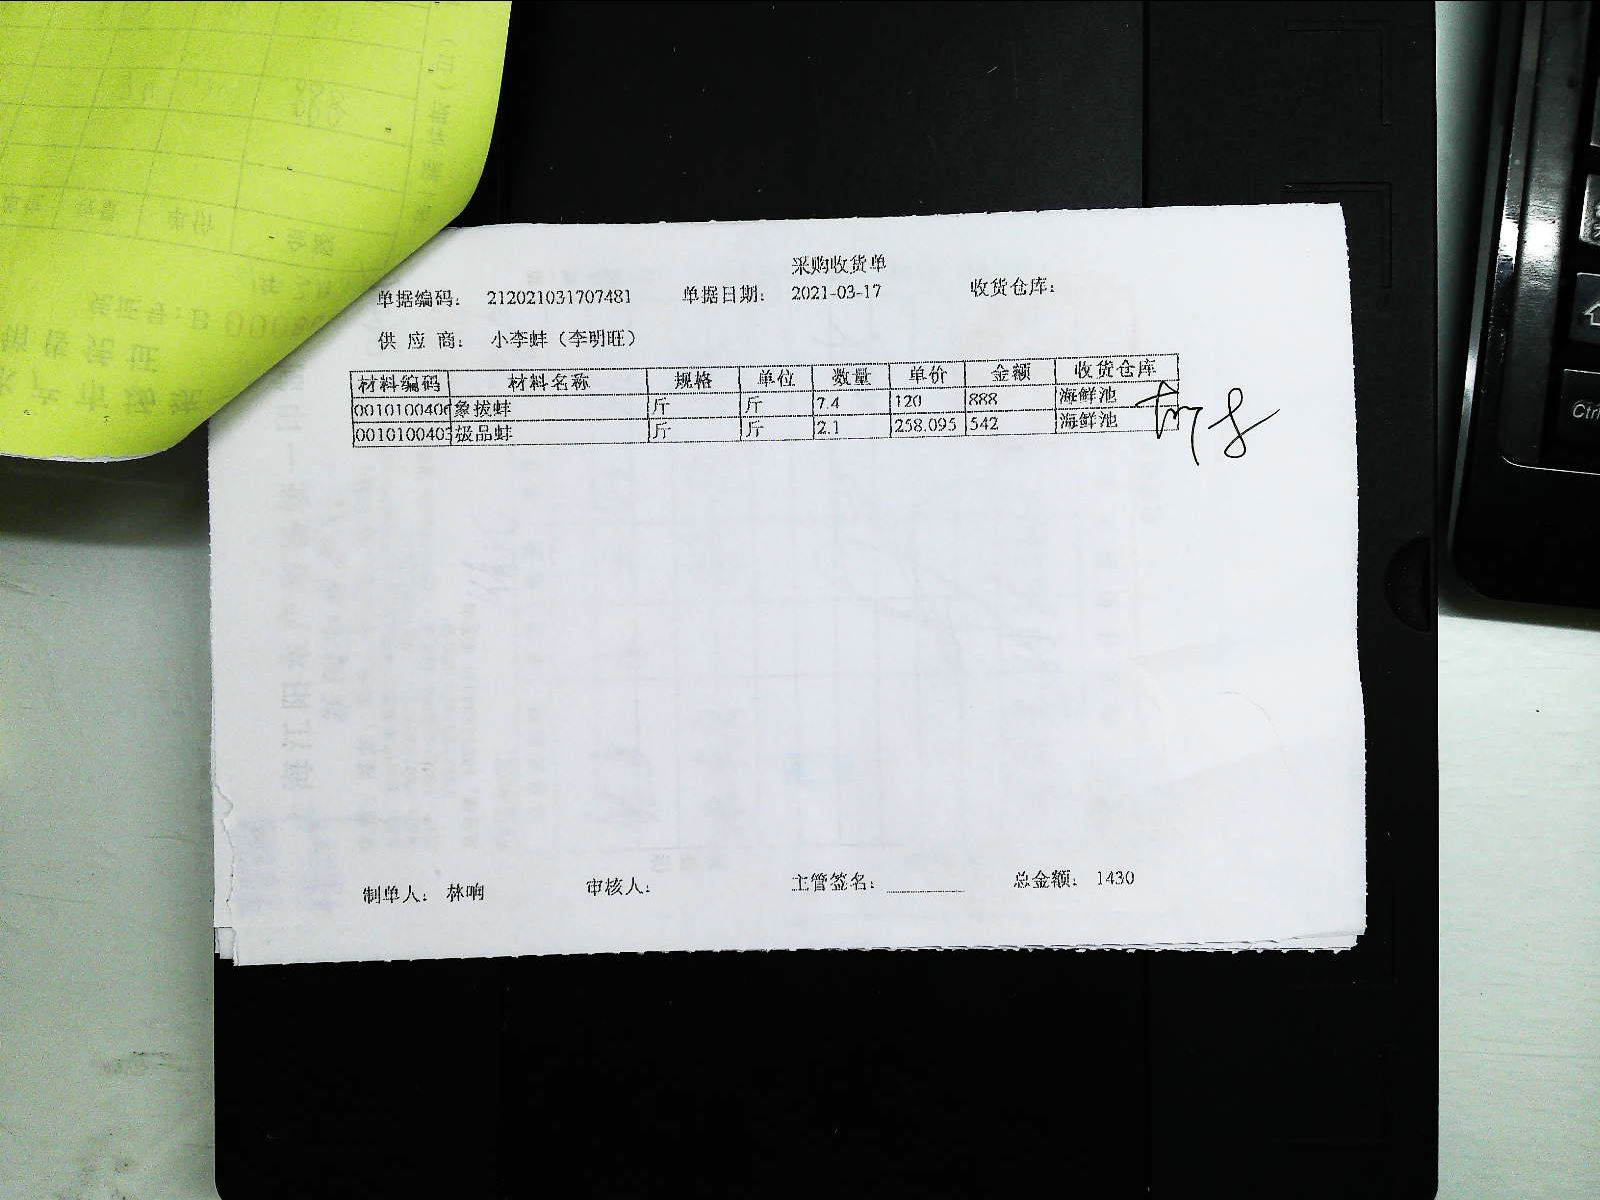 采购收货单
单据编码： 212021031707481 单据日期： 2021-03-17 收货仓库：
供 应 商： 小李蚌（李明旺）
材料编码 材料名称 规格 单位 数量 单价 金额 收货仓库
0010100406 象拔蚌 斤 斤 7.4 120 888 海鲜池
0010100405 极品蚌 斤 斤 2.1 258.095 542 海鲜池
制单人： 林响 审核人： 主管签名： 总金额： 1430
Ctrl